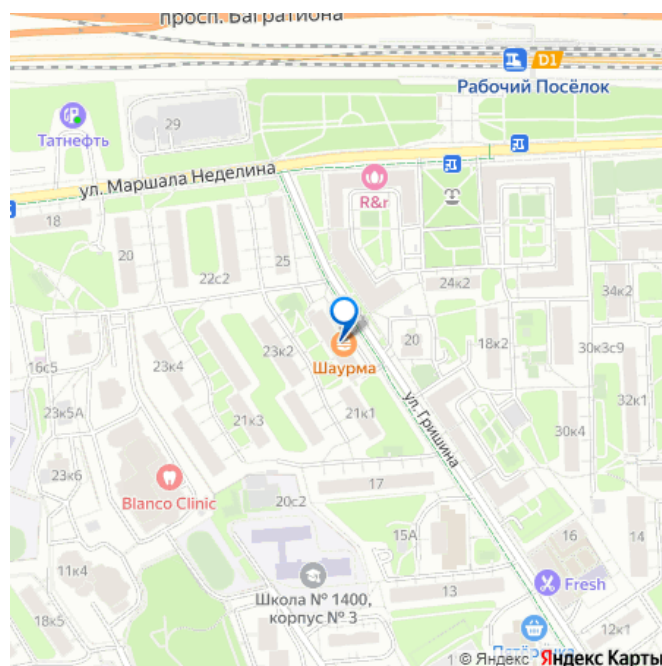 просп. Багратиона
D1
Рабочий Посёлок
29
Татнефть
ул. Маршала Неделина
R&r
18
20
25
22с2
24к2
34к2
20
18к2
30к3с9
Шаурма
23к2
16с5
23к4
32к1
23к5А
21к3
21к1
ул. Гришина
30к4
23к6
Blanco Clinic
17
20с2
15А
16
11к4
Школа № 1400,
корпус № 3
13
Fresh
12к1
Пятёрочка
© Яндекс Яндекс Карты